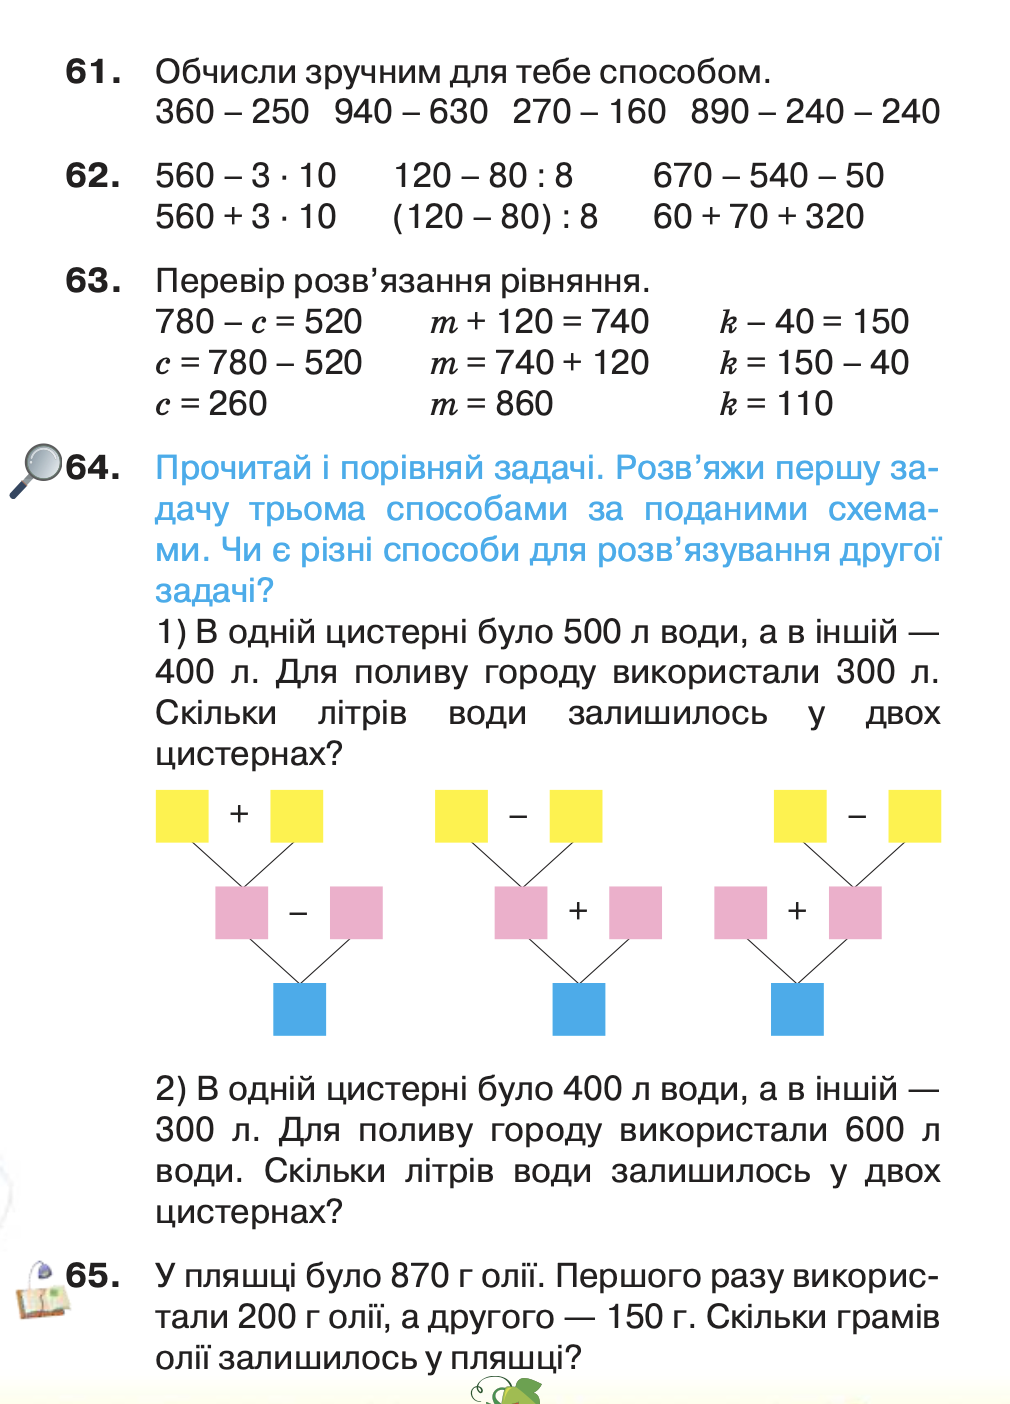 61. Обчисли зручним для тебе способом.
360 – 250 940 – 630 270 – 160 890 – 240 – 240
62. 560 – 3 · 10 120 – 80 : 8 670 – 540 – 50
560 + 3 · 10 (120 – 80) : 8 60 + 70 + 320
63. Перевір розв’язання рівняння.
780 – c = 520 m + 120 = 740 k – 40 = 150
c = 780 – 520 m = 740 + 120 k = 150 – 40
c = 260 m = 860 k = 110
64. Прочитай і порівняй задачі. Розв’яжи першу за-
дачу трьома способами за поданими схема-
ми. Чи є різні способи для розв’язування другої
задачі?
1) В одній цистерні було 500 л води, а в іншій —
400 л. Для поливу городу використали 300 л.
Скільки літрів води залишилось у двох
цистернах?
+ – –
– + +
2) В одній цистерні було 400 л води, а в іншій —
300 л. Для поливу городу використали 600 л
води. Скільки літрів води залишилось у двох
цистернах?
65. У пляшці було 870 г олії. Першого разу викорис-
тали 200 г олії, а другого — 150 г. Скільки грамів
олії залишилось у пляшці?